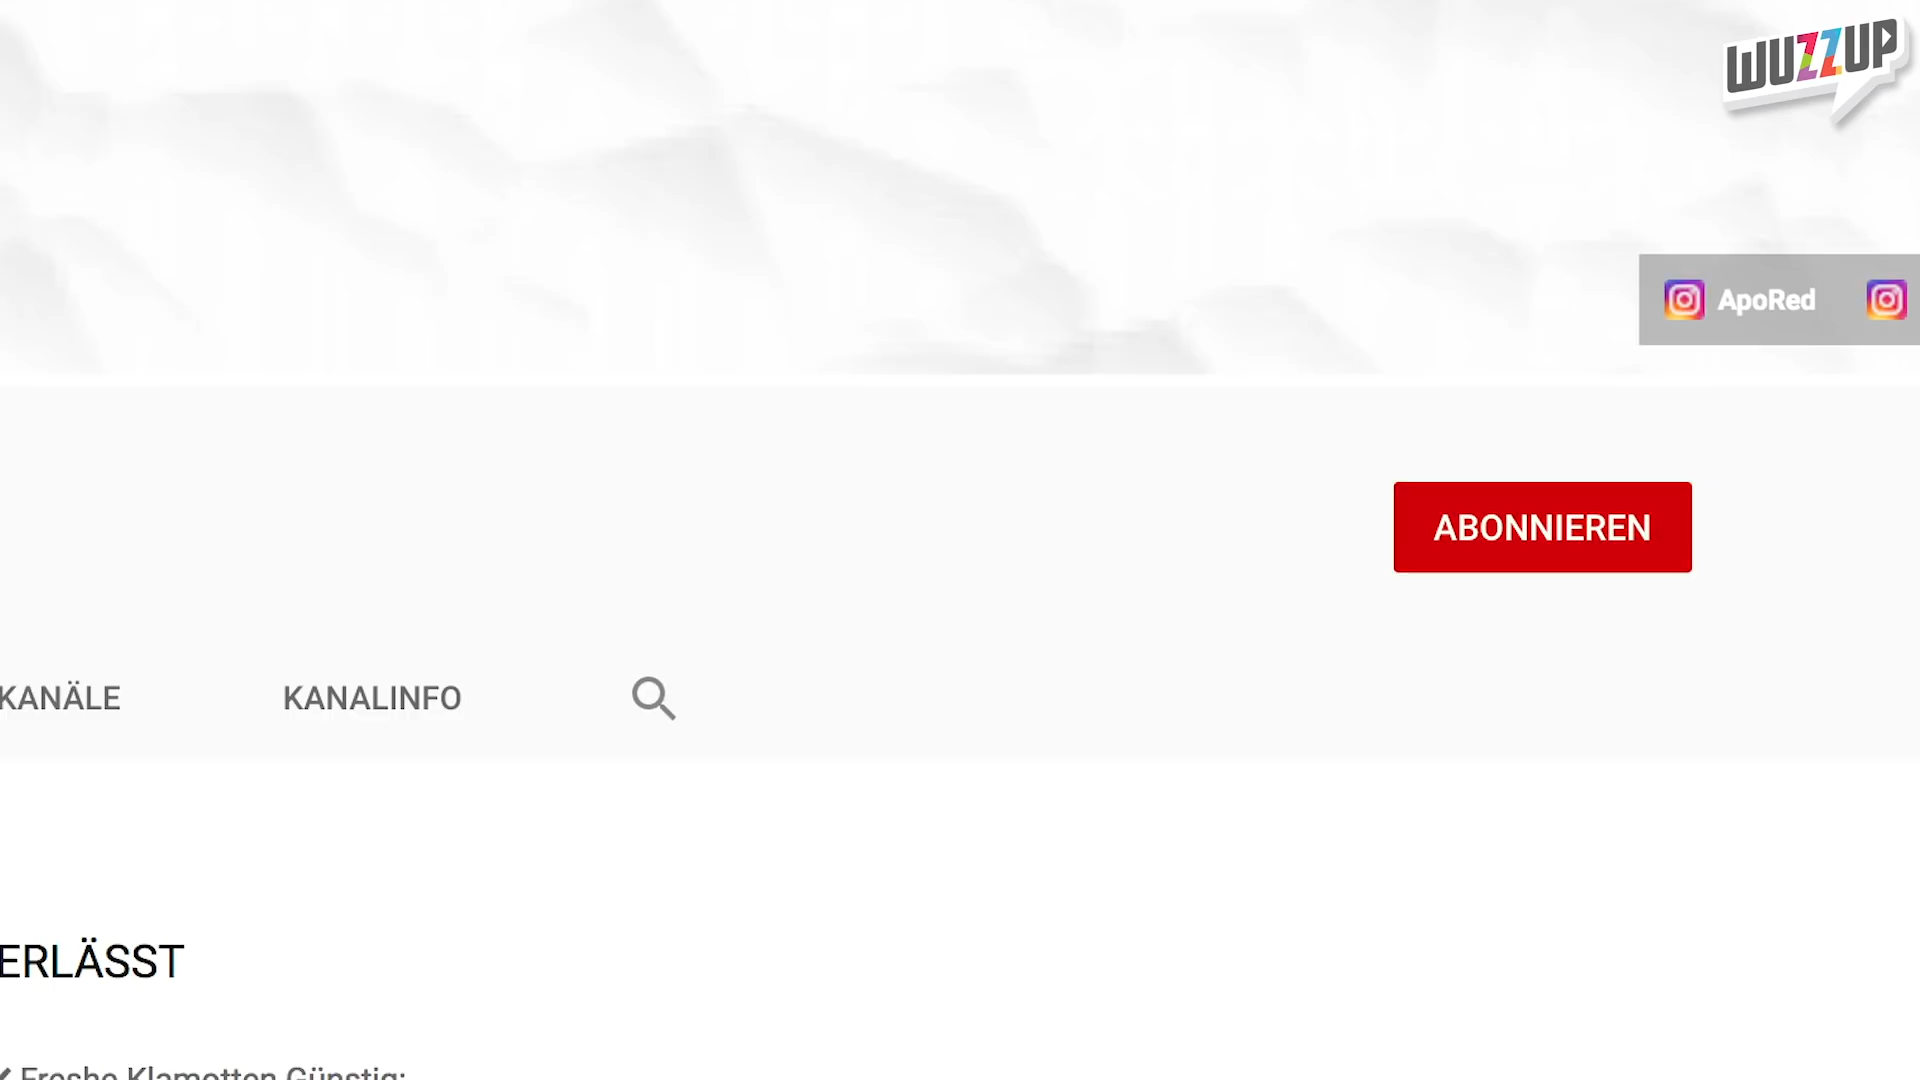 WUZZUP
ApoRed
ABONNIEREN
KANÄLE
KANALINFO
ERLÄSST
Freshe Klamotten Günstig: